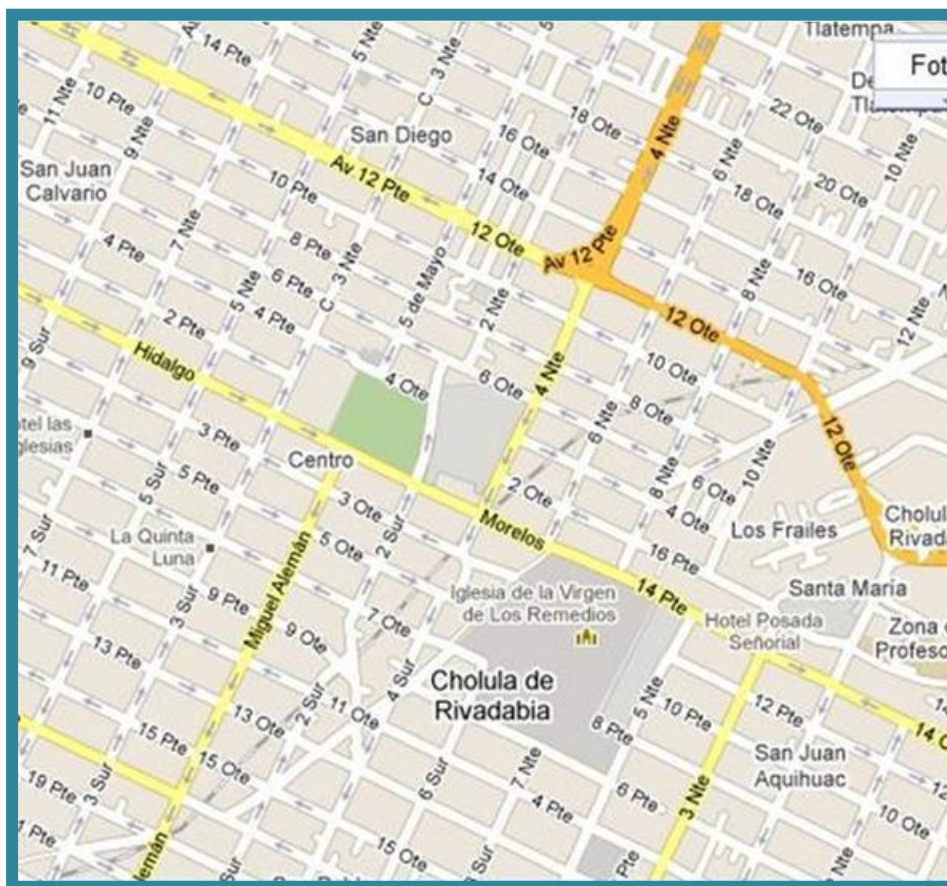 Tlatempa
14 Pte
5 Nte
C. 3 Nte
4 Nte
Fot
11 Nte
10 Pte
9 Nte
San Diego
16 Ote
18 Ote
22 Ote
10 Nte
San Juan
Calvario
Av 12 Pte
14 Ote
6 Nte
18 Ote
20 Ote
10 Pte
12 Ote
Av 12 Pte
4 Pte
7 Nte
8 Pte
C. 3 Nte
5 de Mayo
16 Ote
8 Nte
5 Nte
6 Pte
2 Nte
12 Ote
12 Nte
9 Sur
2 Pte
4 Pte
Hidalgo
4 Ote
6 Ote
4 Nte
10 Ote
8 Ote
3 Pte
6 Nte
12 Ote
Centro
5 Sur
5 Pte
3 Ote
2 Ote
8 Nte
6 Ote
10 Nte
4 Ote
Morelos
Los Frailes
7 Sur
La Quinta
Luna
5 Ote
2 Sur
16 Pte
11 Pte
3 Sur
9 Pte
Miguel Alemán
7 Ote
Iglesia de la Virgen
de Los Remedios
14 Pte
Santa María
Hotel Posada
Señorial
9 Ote
4 Sur
13 Pte
2 Sur
11 Ote
Cholula de
Rivadabia
5 Nte
Zona
13 Ote
8 Pte
10 Pte
12 Pte
15 Pte
15 Ote
6 Sur
7 Nte
San Juan
Aquihuac
19 Pte
3 Sur
4 Pte
6 Pte
3 Nte
10 Ote
15 Ote